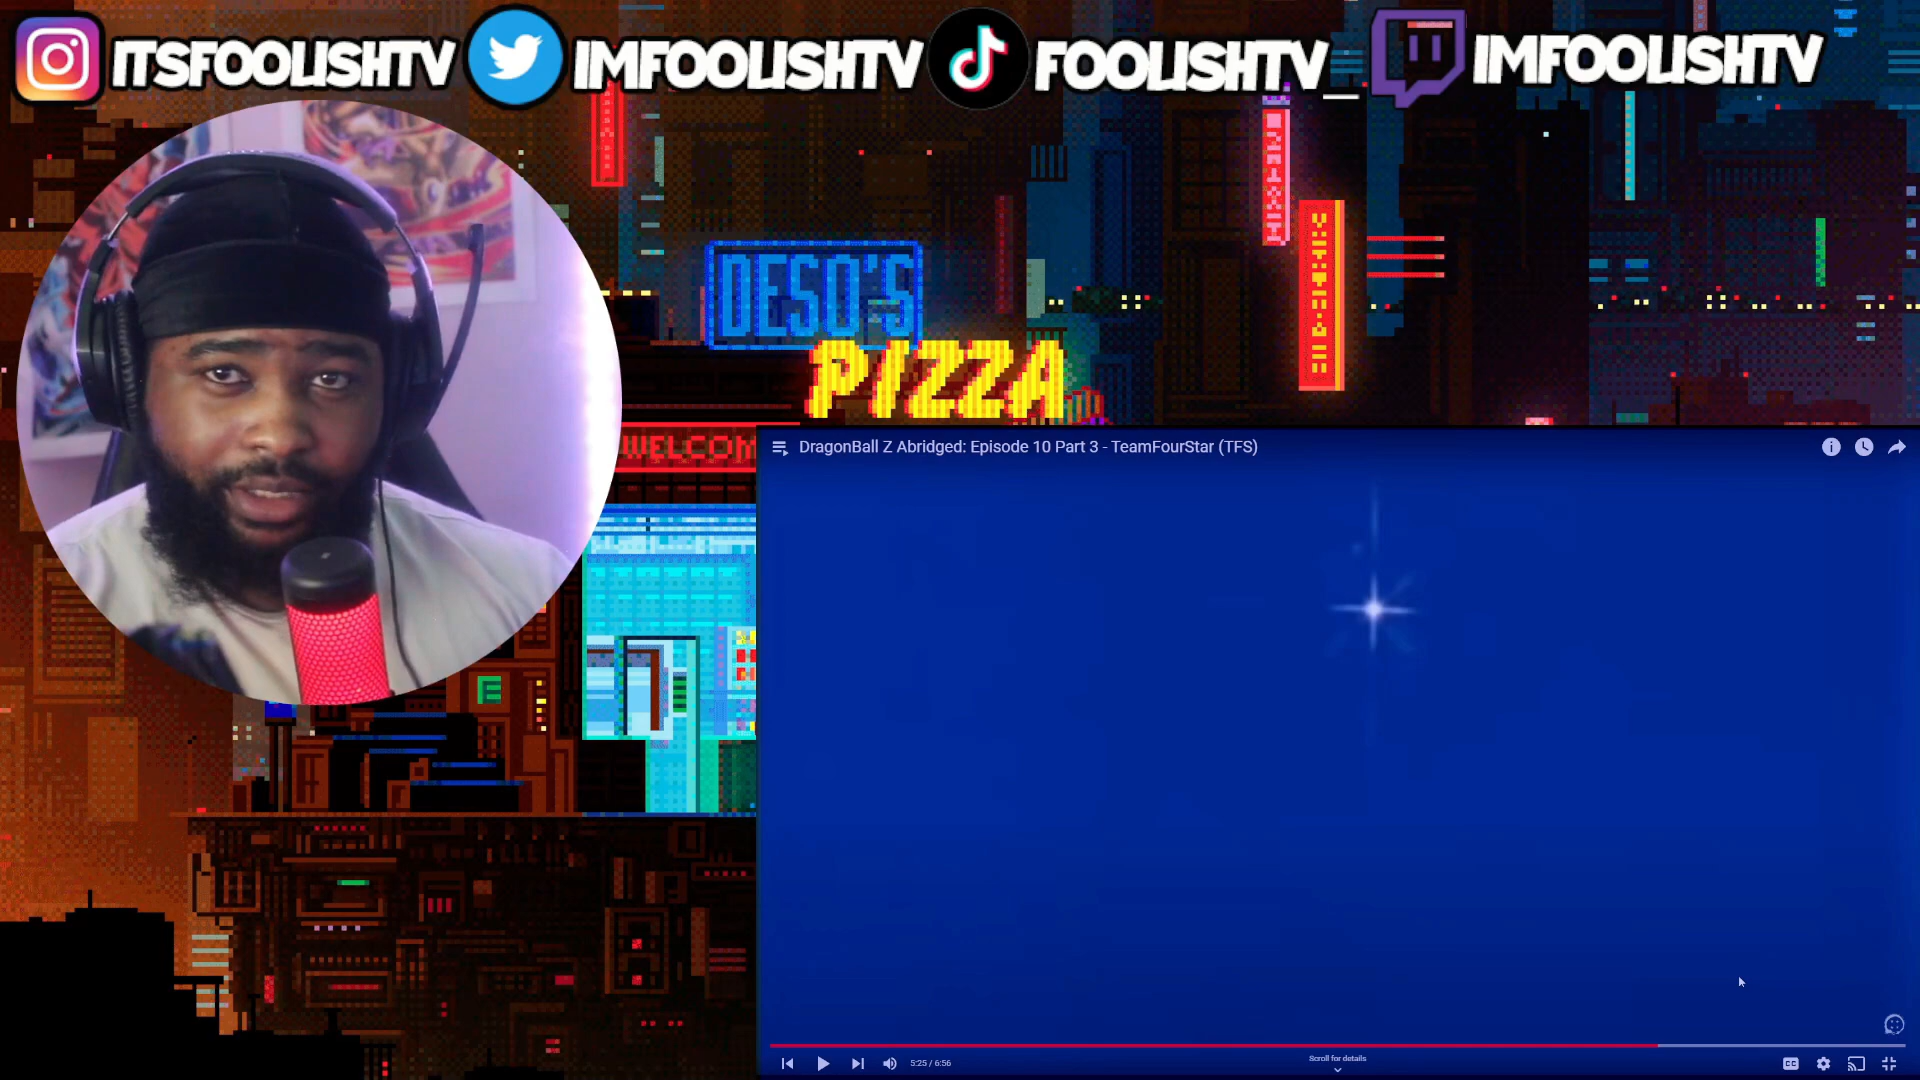 ITSFOOLISHTV IMFOOLISHTV FOOLISHTV_ IMFOOLISHTV
DESO'S
PIZZA
WELCOM
DragonBall Z Abridged: Episode 10 Part 3 - TeamFourStar (TFS)
5:25 / 6:56
Scroll for details
CC